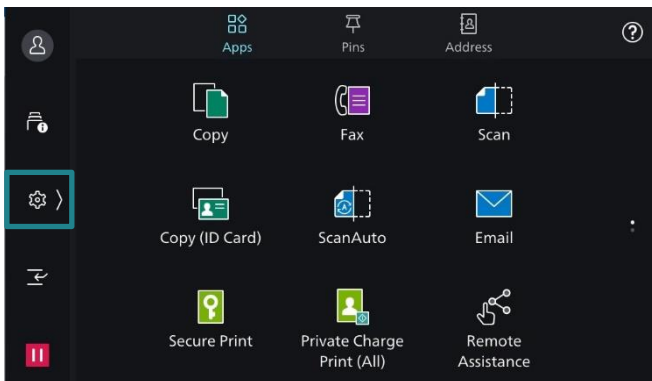 Apps
Pins
Address
Copy
Fax
Scan
Copy (ID Card)
ScanAuto
Email
Secure Print
Private Charge
Print (All)
Remote
Assistance